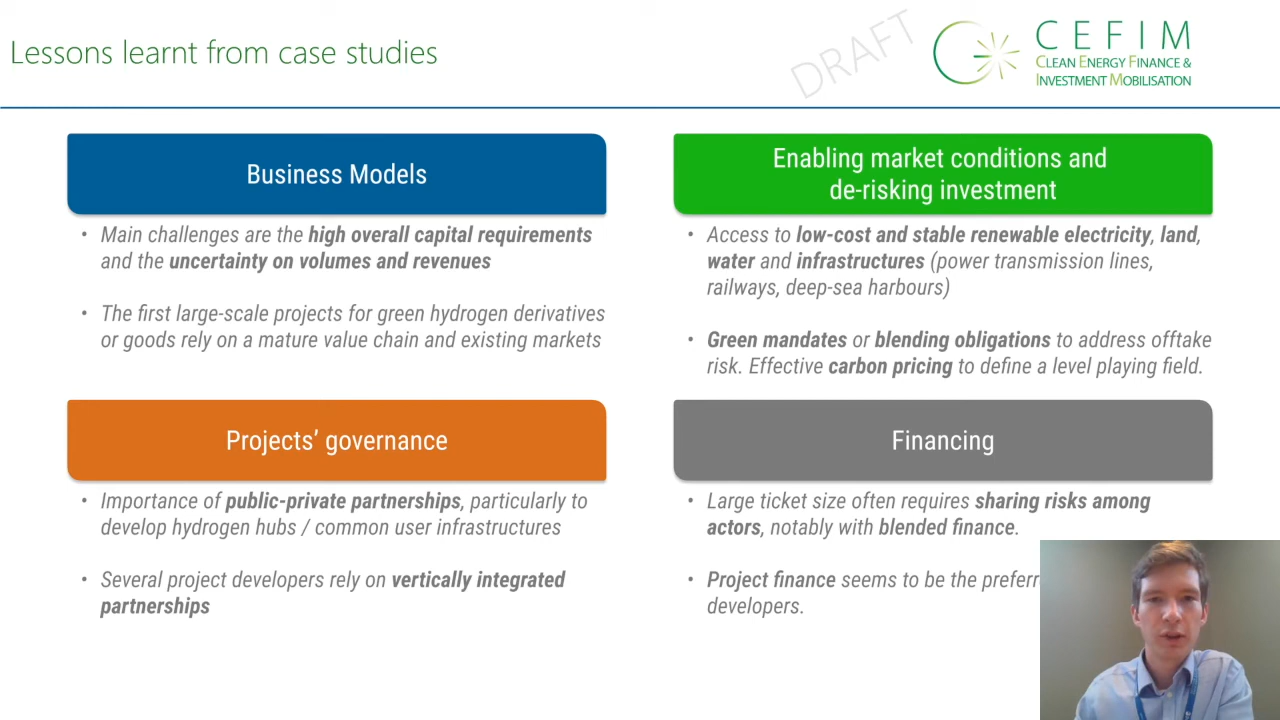 Lessons learnt from case studies
DRAFT
CEFIM
CLEAN ENERGY FINANCE &
INVESTMENT MOBILISATION
Business Models
• Main challenges are the high overall capital requirements
and the uncertainty on volumes and revenues
• The first large-scale projects for green hydrogen derivatives
or goods rely on a mature value chain and existing markets
Enabling market conditions and
de-risking investment
• Access to low-cost and stable renewable electricity, land,
water and infrastructures (power transmission lines,
railways, deep-sea harbours)
• Green mandates or blending obligations to address offtake
risk. Effective carbon pricing to define a level playing field.
Projects’ governance
• Importance of public-private partnerships, particularly to
develop hydrogen hubs / common user infrastructures
• Several project developers rely on vertically integrated
partnerships
Financing
• Large ticket size often requires sharing risks among
actors, notably with blended finance.
• Project finance seems to be the
developers.